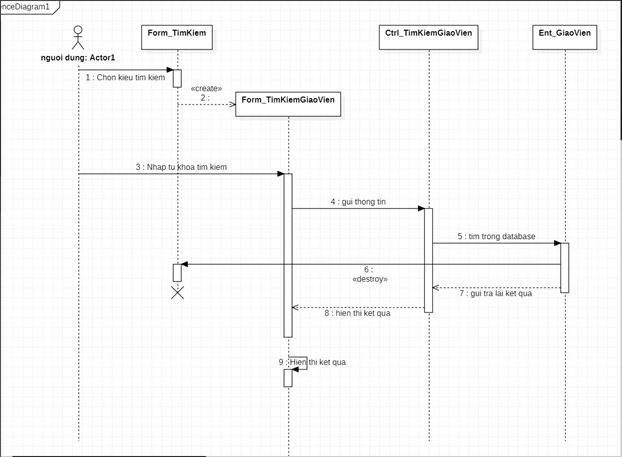 enceDiagram1
Form_TimKiem
Ctrl_TimKiemGiaoVien
Ent_GiaoVien
nguoi dung: Actor1
1 : Chon kieu tim kiem
«create»
2 :
Form_TimKiemGiaoVien
3 : Nhap tu khoa tim kiem
4 : gui thong tin
5 : tim trong database
6 :
«destroy»
7 : gui tra lai ket qua
8 : hien thi ket qua
9 : Hien thi ket qua